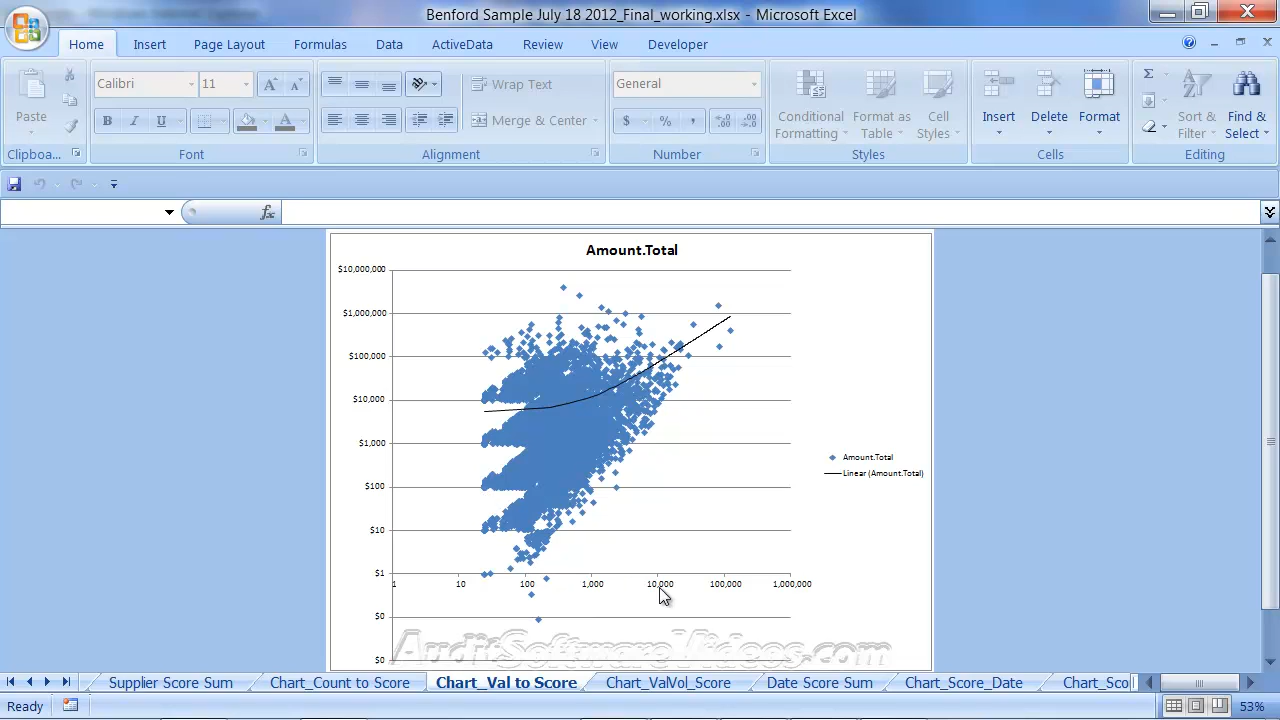 Benford Sample July 18 2012_Final_working.xlsx - Microsoft Excel
Home Insert Page Layout Formulas Data ActiveData Review View Developer
Paste
Clipboa...
Calibri 11
B I U
Font
Wrap Text
Merge & Center
Alignment
General
$ % ,
Number
Conditional Formatting
Format as Table
Cell Styles
Styles
Insert Delete Format
Cells
Sort & Filter
Find & Select
Editing
Amount.Total
$10,000,000
$1,000,000
$100,000
$10,000
$1,000
$100
$10
$1
$0
$0
1 10 100 1,000 10,000 100,000 1,000,000
Amount.Total
Linear (Amount.Total)
AuditSoftwareVideos.com
Supplier Score Sum Chart_Count to Score Chart_Val to Score Chart_ValVol_Score Date Score Sum Chart_Score_Date Chart_Sco
Ready 53%